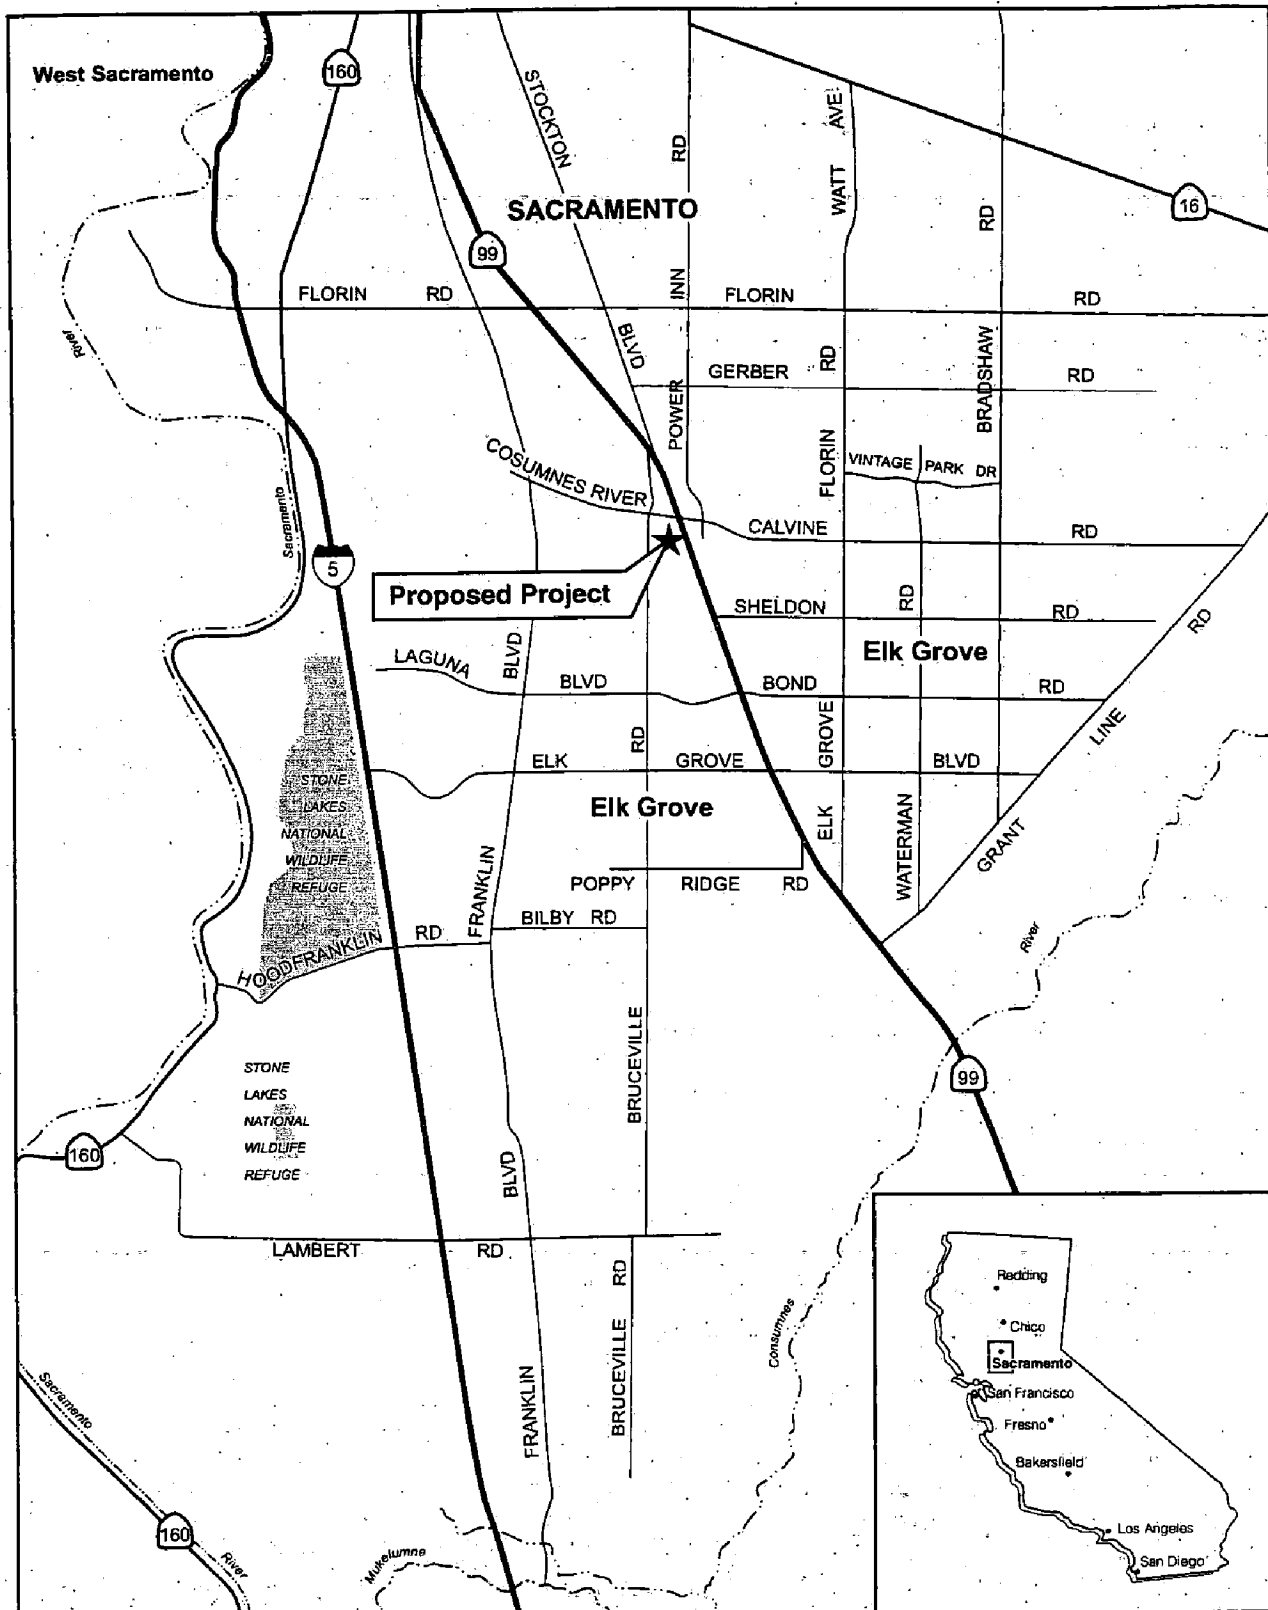 West Sacramento
160
STOCKTON
BLVD
SACRAMENTO
99
POWER
INN
RD
WATT
AVE
16
RD
BRADSHAW
FLORIN
RD
FLORIN
RD
River
GERBER
RD
RD
FLORIN
ELK
GROVE
VINTAGE
PARK
DR
COSUMNES
RIVER
CALVINE
RD
Sacramento
5
Proposed Project
SHELDON
RD
RD
WATERMAN
RD
Elk Grove
LAGUNA
BLVD
BLVD
BOND
RD
GRANT
LINE
RD
ELK
GROVE
BLVD
STONE
LAKES
NATIONAL
WILDLIFE
REFUGE
Elk Grove
FRANKLIN
POPPY
RIDGE
RD
BILBY
RD
HOODFRANKLIN
RD
River
BRUCEVILLE
RD
99
STONE
LAKES
NATIONAL
WILDLIFE
REFUGE
160
BLVD
LAMBERT
RD
BRUCEVILLE
RD
FRANKLIN
Consumnes
Sacramento
160
River
Mukelumne
Redding
Chico
Sacramento
San Francisco
Fresno
Bakersfield
Los Angeles
San Diego